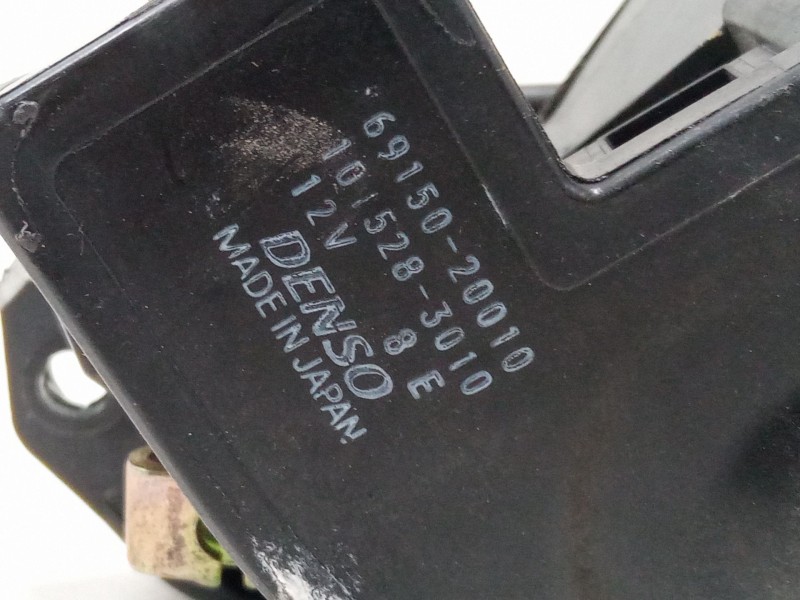 69150-20010
101528-3010
12V 8 E
DENSO
MADE IN JAPAN